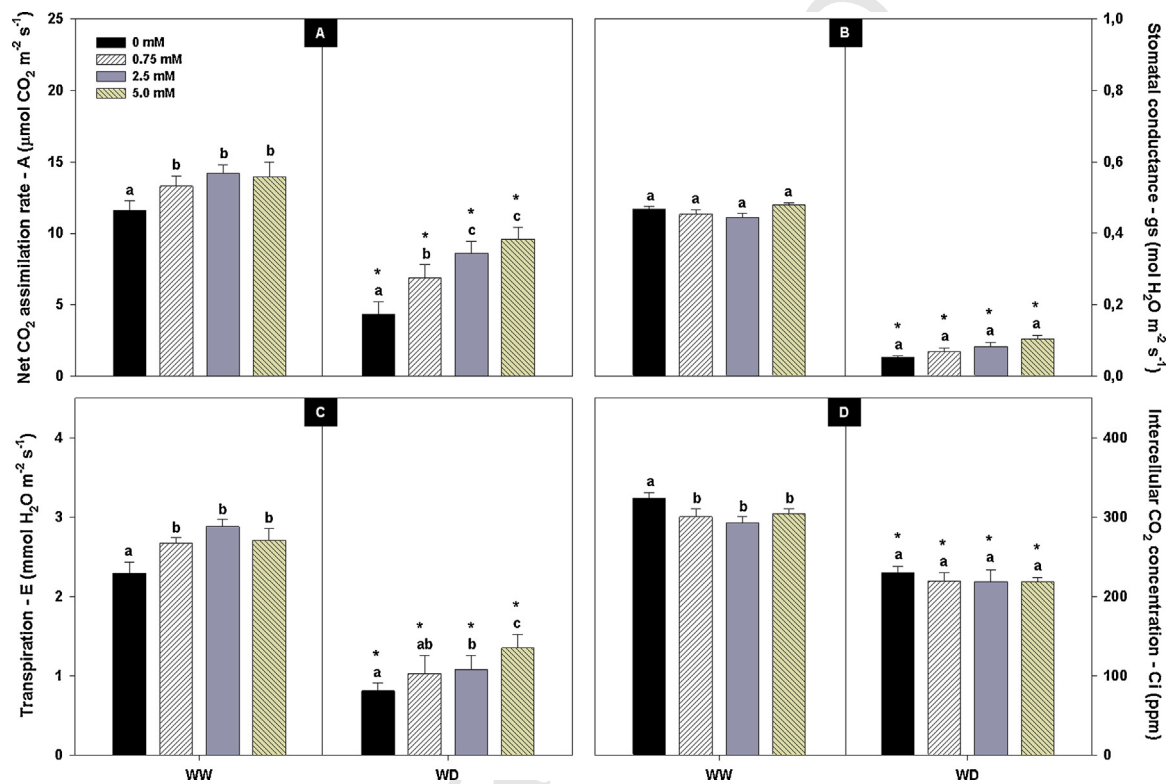 Net CO₂ assimilation rate - A (µmol CO₂ m⁻² s⁻¹)
25
20
15
10
5
0
A
0 mM
0.75 mM
2.5 mM
5.0 mM
a
b
b
b
*
a
*
b
*
c
*
c
B
a
a
a
a
*
a
*
a
*
a
*
a
1,0
0,8
0,6
0,4
0,2
0,0
Stomatal conductance - gs (mol H₂O m⁻² s⁻¹)
Transpiration - E (mmol H₂O m⁻² s⁻¹)
4
3
2
1
0
C
a
b
b
b
*
a
*
ab
*
b
*
c
WW
WD
D
a
b
b
b
*
a
*
a
*
a
*
a
WW
WD
400
300
200
100
0
Intercellular CO₂ concentration - Ci (ppm)